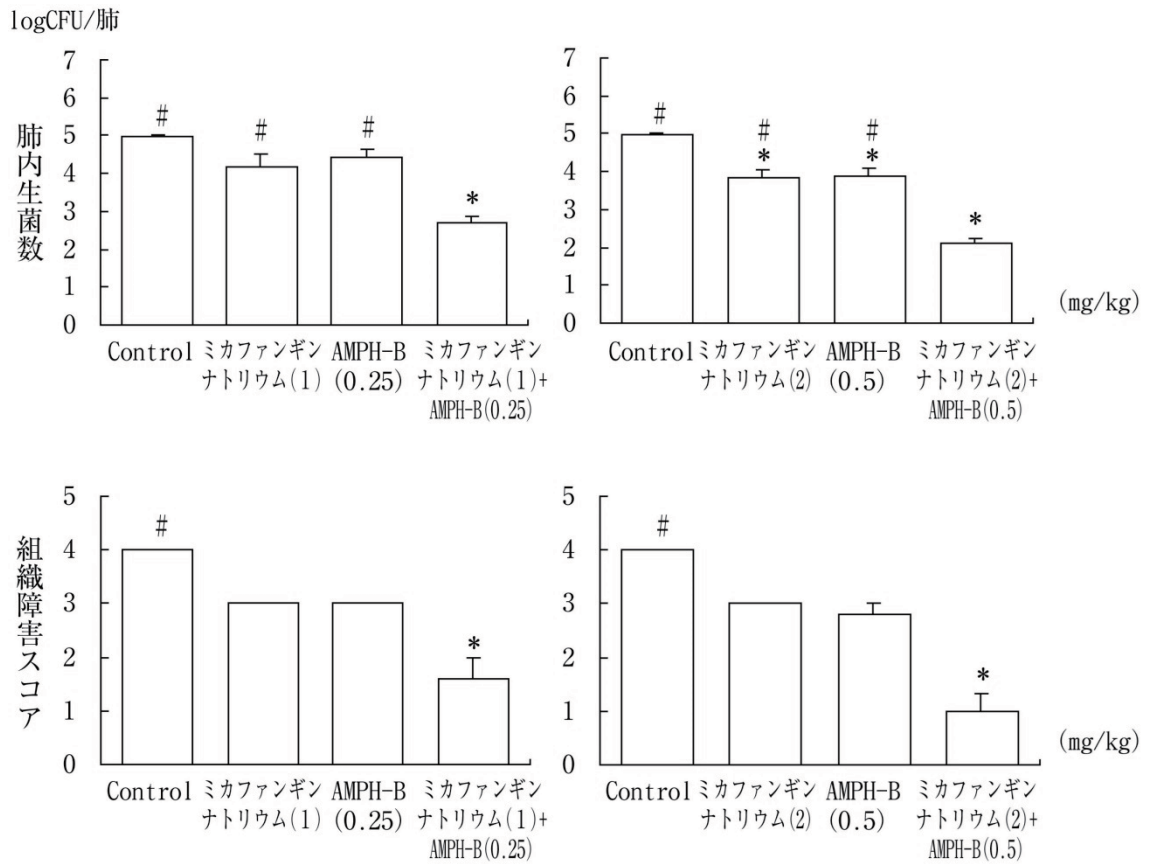 logCFU/肺
肺内生菌数
7
6
5
4
3
2
1
0
# # # *
Control ミカファンギン AMPH-B ミカファンギン
ナトリウム(1) (0.25) ナトリウム(1)+
AMPH-B(0.25)
7
6
5
4
3
2
1
0
# # #
* * *
(mg/kg)
Control ミカファンギン AMPH-B ミカファンギン
ナトリウム(2) (0.5) ナトリウム(2)+
AMPH-B(0.5)
組織障害スコア
5
4
3
2
1
0
# *
Control ミカファンギン AMPH-B ミカファンギン
ナトリウム(1) (0.25) ナトリウム(1)+
AMPH-B(0.25)
5
4
3
2
1
0
# *
(mg/kg)
Control ミカファンギン AMPH-B ミカファンギン
ナトリウム(2) (0.5) ナトリウム(2)+
AMPH-B(0.5)